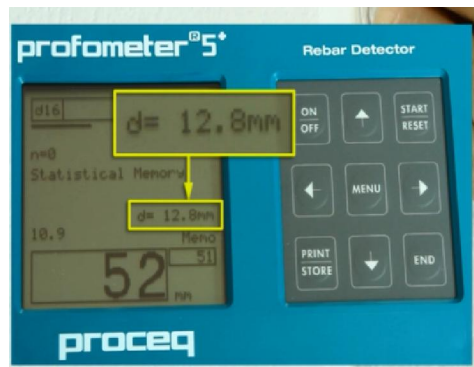 profometer®5+
Rebar Detector
d16
d= 12.8mm
n=0
Statistical Memory
d= 12.8mm
10.9
Memo
51
52 mm
ON
OFF
START
RESET
MENU
PRINT
STORE
END
proceq